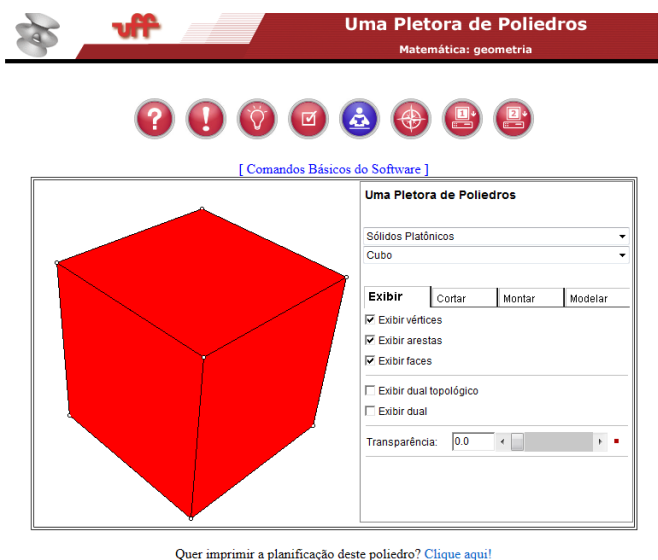 uff
Uma Pletora de Poliedros
Matemática: geometria
? ! 1 2
[ Comandos Básicos do Software ]
Uma Pletora de Poliedros
Sólidos Platônicos
Cubo
Exibir Cortar Montar Modelar
Exibir vértices
Exibir arestas
Exibir faces
Exibir dual topológico
Exibir dual
Transparência: 0.0
Quer imprimir a planificação deste poliedro? Clique aqui!